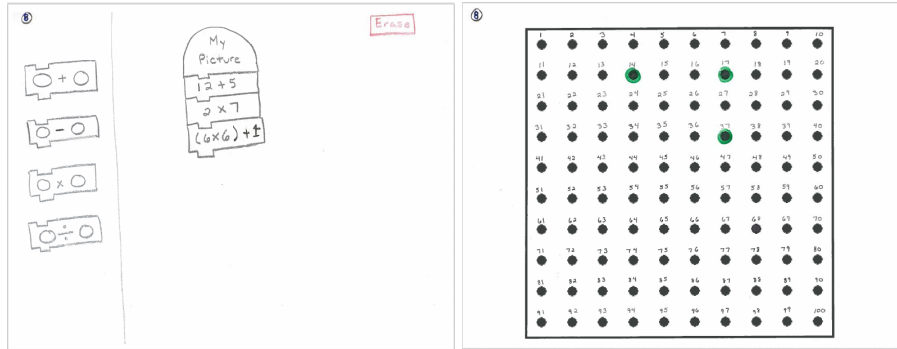 8
Erase
My
Picture
○ + ○
○ - ○
○ x ○
○ ÷ ○
12 + 5
2 x 7
(6x6) + 1
8
1 2 3 4 5 6 7 8 9 10
11 12 13 14 15 16 17 18 19 20
21 22 23 24 25 26 27 28 29 30
31 32 33 34 35 36 37 38 39 40
41 42 43 44 45 46 47 48 49 50
51 52 53 54 55 56 57 58 59 60
61 62 63 64 65 66 67 68 69 70
71 72 73 74 75 76 77 78 79 80
81 82 83 84 85 86 87 88 89 90
91 92 93 94 95 96 97 98 99 100